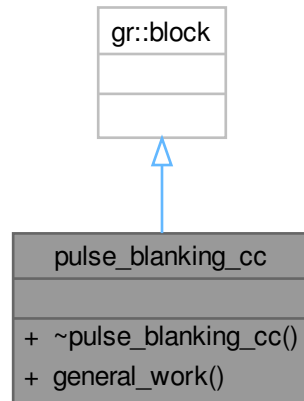 gr::block
pulse_blanking_cc
+ ~pulse_blanking_cc()
+ general_work()